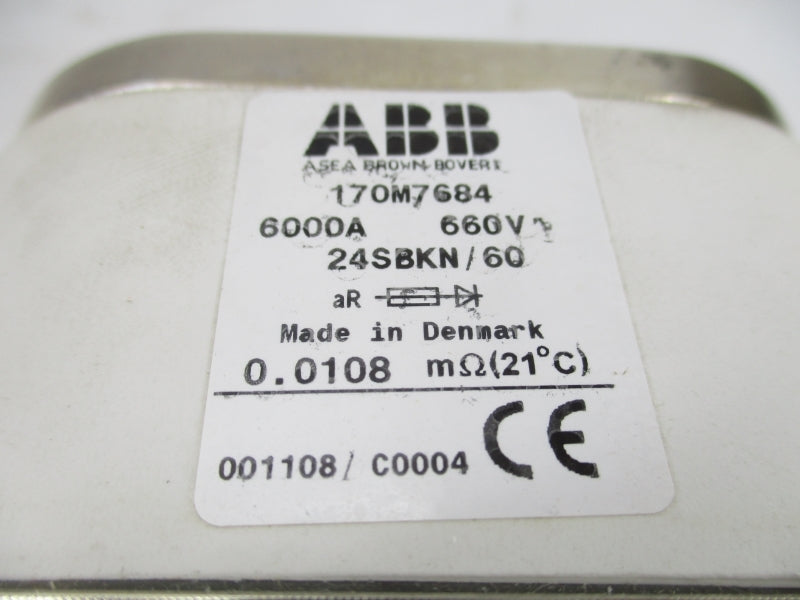 ABB
ASEA BROWN BOVERI
170M7684
6000A 660V~
24SBKN/60
aR
Made in Denmark
0.0108 mΩ(21°C)
001108/ C0004 CE